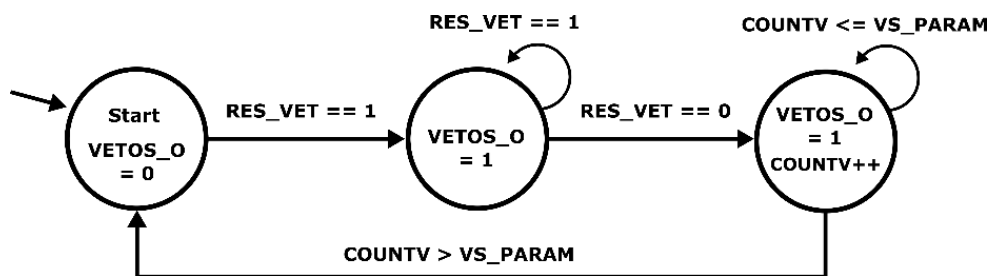 RES_VET == 1
COUNTV <= VS_PARAM
Start
VETOS_O
= 0
RES_VET == 1
VETOS_O
= 1
RES_VET == 0
VETOS_O
= 1
COUNTV++
COUNTV > VS_PARAM